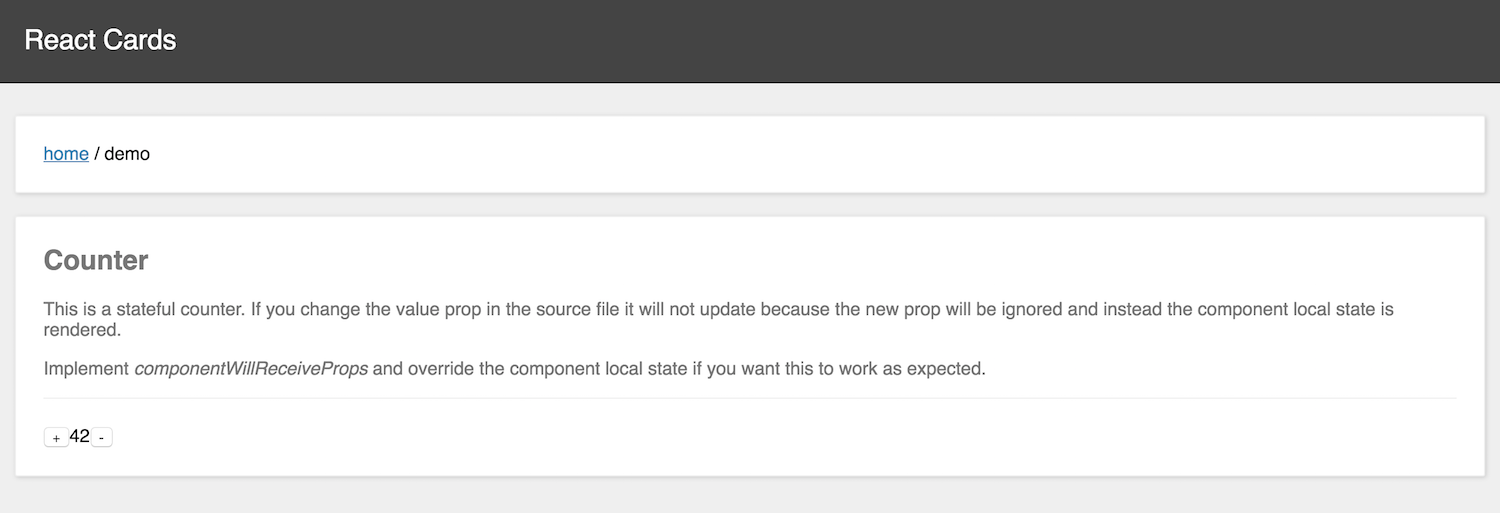 React Cards
home / demo
Counter
This is a stateful counter. If you change the value prop in the source file it will not update because the new prop will be ignored and instead the component local state is
rendered.
Implement componentWillReceiveProps and override the component local state if you want this to work as expected.
+ 42 -